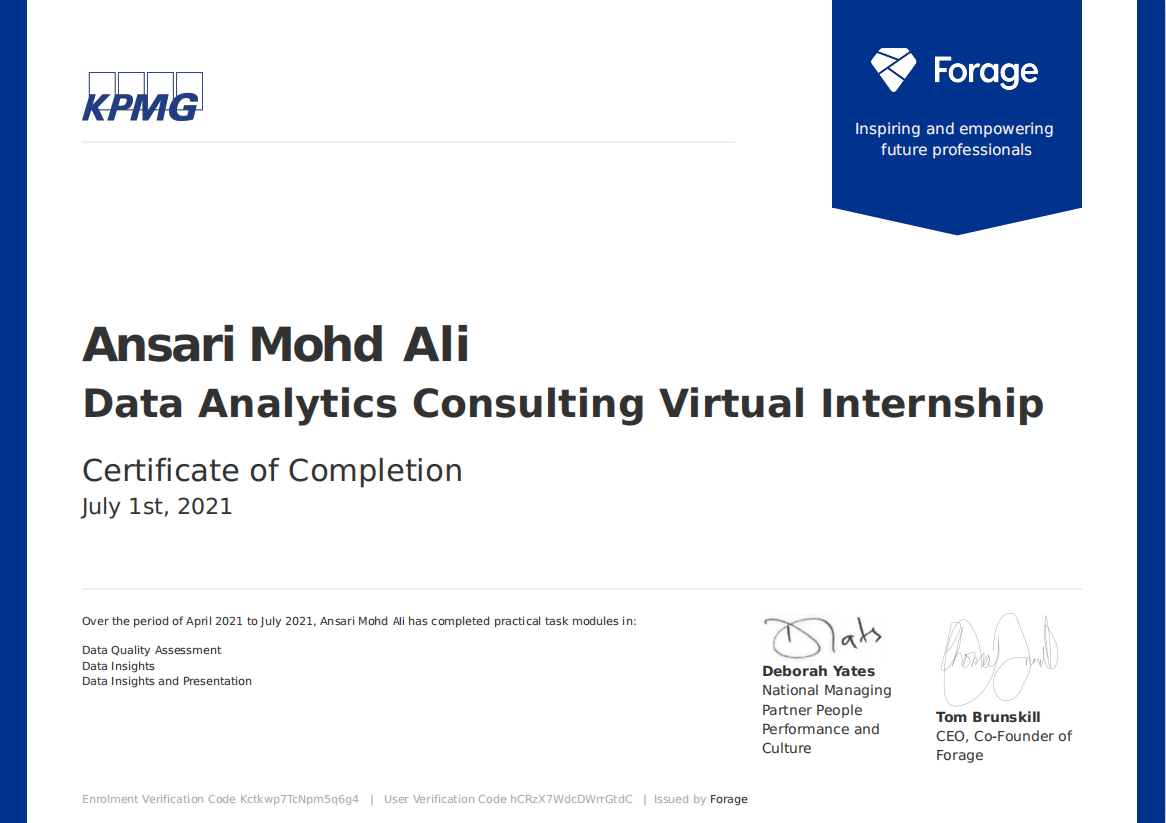 KPMG
Forage
Inspiring and empowering
future professionals
Ansari Mohd Ali
Data Analytics Consulting Virtual Internship
Certificate of Completion
July 1st, 2021
Over the period of April 2021 to July 2021, Ansari Mohd Ali has completed practical task modules in:
Data Quality Assessment
Data Insights
Data Insights and Presentation
Deborah Yates
National Managing
Partner People
Performance and
Culture
Tom Brunskill
CEO, Co-Founder of
Forage
Enrolment Verification Code Kctkwp7TcNpm5q6g4 | User Verification Code hCRzX7WdcDWrrGtdC | Issued by Forage